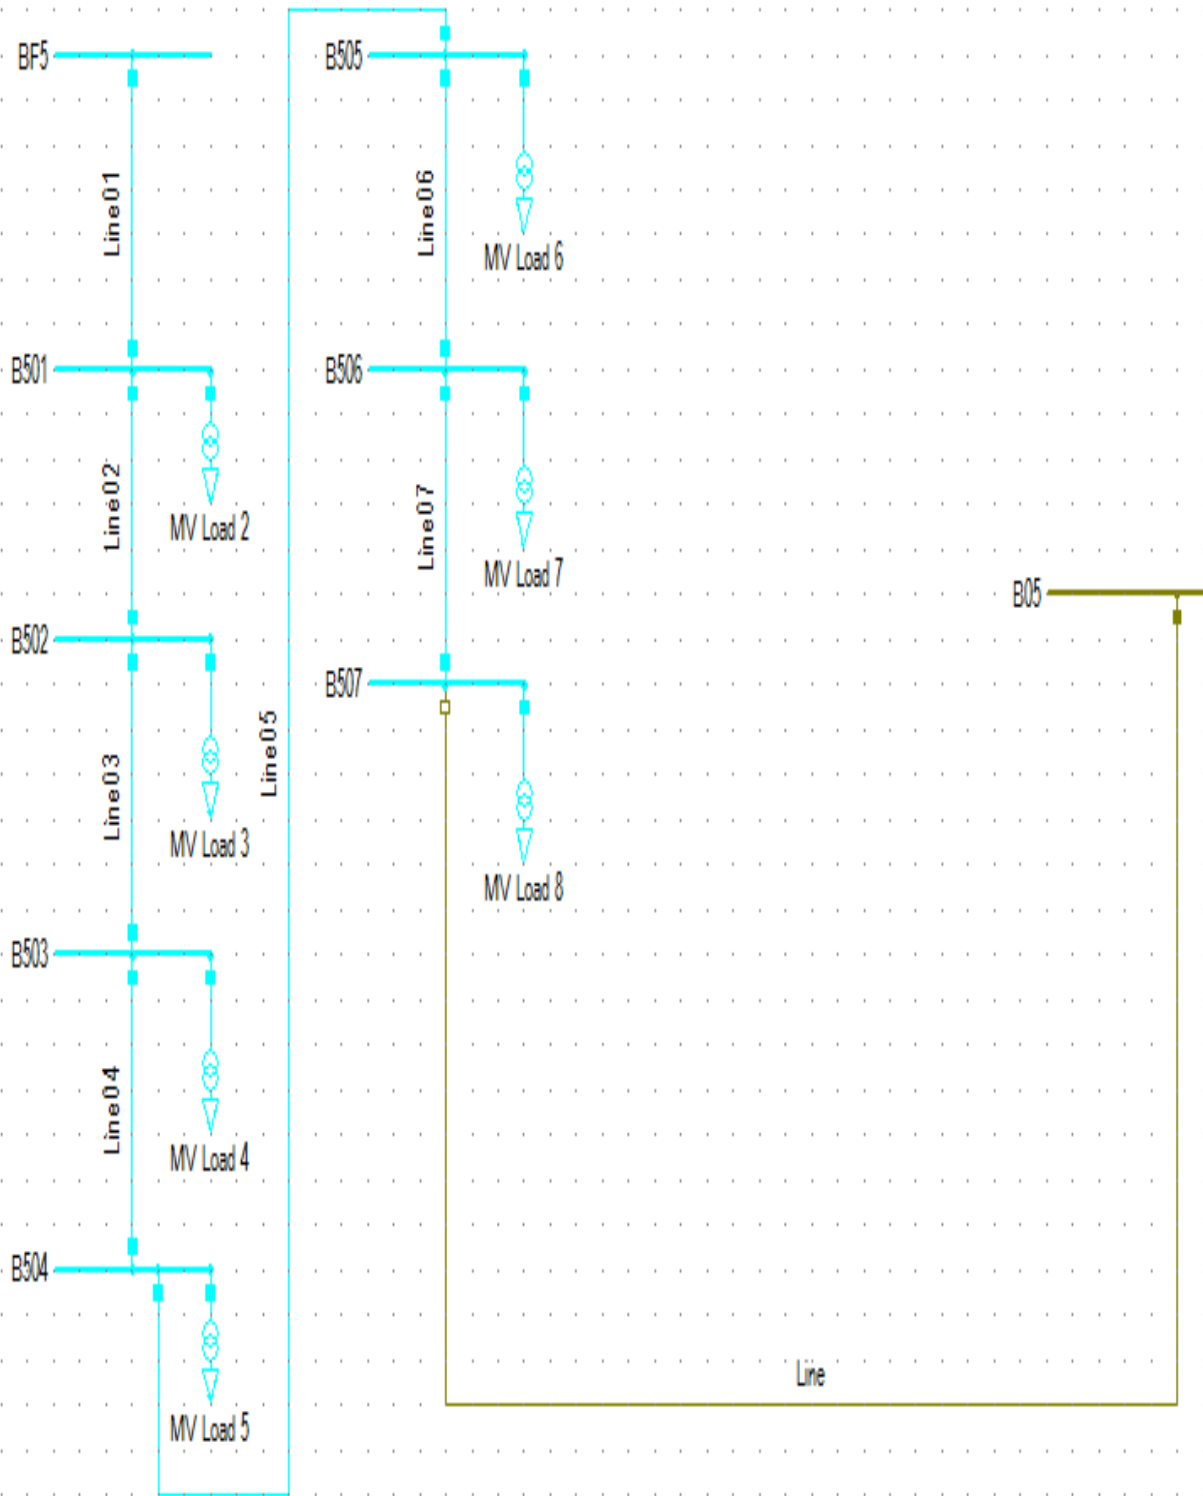 BF5
B505
Line01
Line06
MV Load 6
B501
B506
Line02
Line07
MV Load 2
MV Load 7
B05
B502
B507
Line03
Line05
MV Load 3
MV Load 8
B503
Line04
MV Load 4
B504
Line
MV Load 5